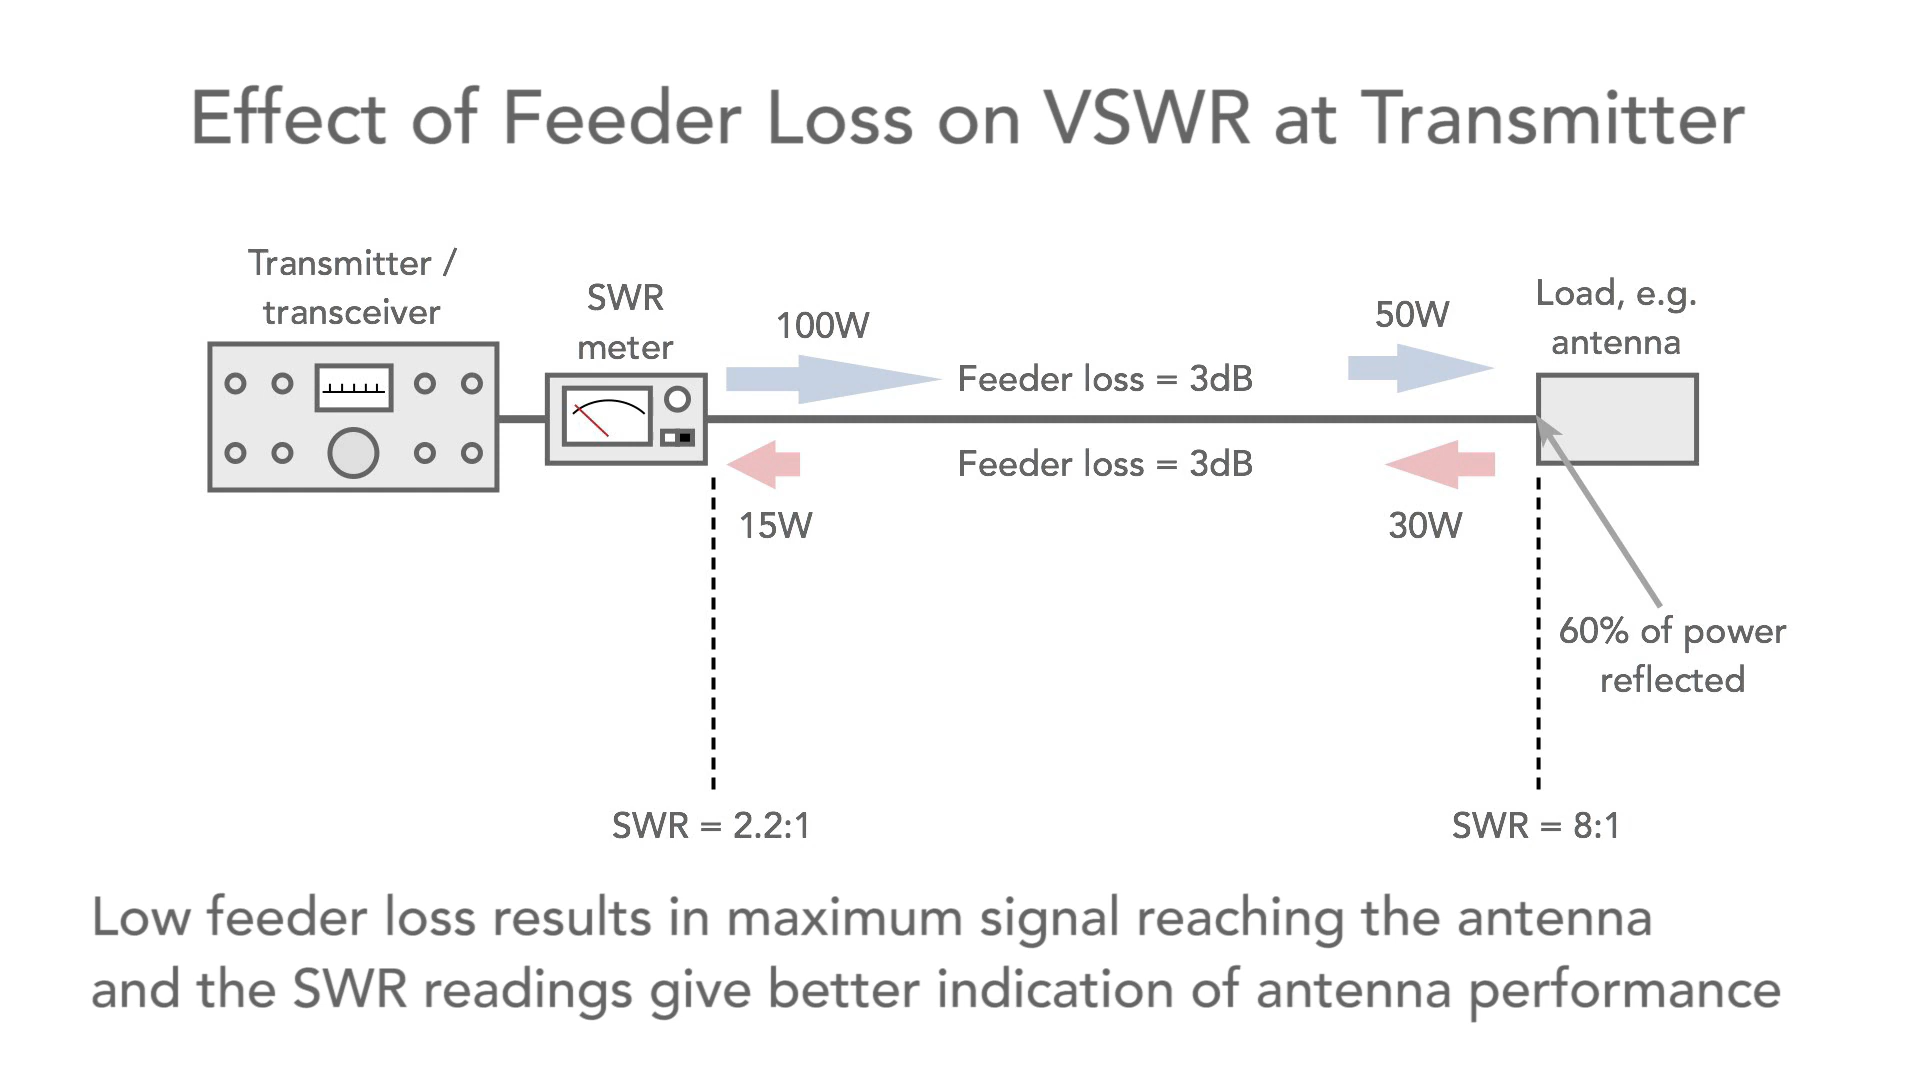 Effect of Feeder Loss on VSWR at Transmitter
Transmitter /
transceiver
SWR
meter
100W
Feeder loss = 3dB
50W
Load, e.g.
antenna
Feeder loss = 3dB
15W
30W
60% of power
reflected
SWR = 2.2:1
SWR = 8:1
Low feeder loss results in maximum signal reaching the antenna
and the SWR readings give better indication of antenna performance